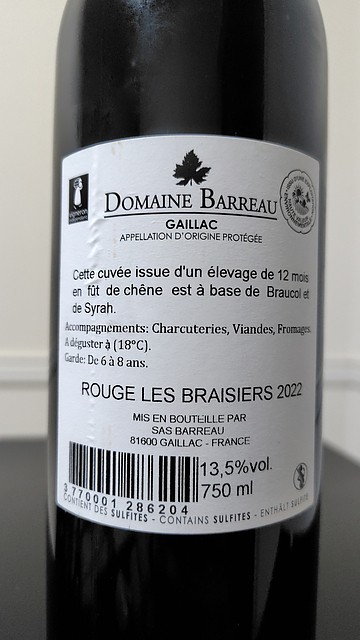 DOMAINE BARREAU
GAILLAC
APPELLATION D'ORIGINE PROTÉGÉE
Cette cuvée issue d'un élevage de 12 mois
en fût de chêne est à base de Braucol et
de Syrah.
Accompagnements: Charcuteries, Viandes, Fromages.
A déguster à (18°C).
Garde: De 6 à 8 ans.
ROUGE LES BRAISIERS 2022
MIS EN BOUTEILLE PAR
SAS BARREAU
81600 GAILLAC - FRANCE
13,5%vol.
750 ml
3 770001 286204
CONTIENT DES SULFITES - CONTAINS SULFITES - ENTHÄLT SULFITE